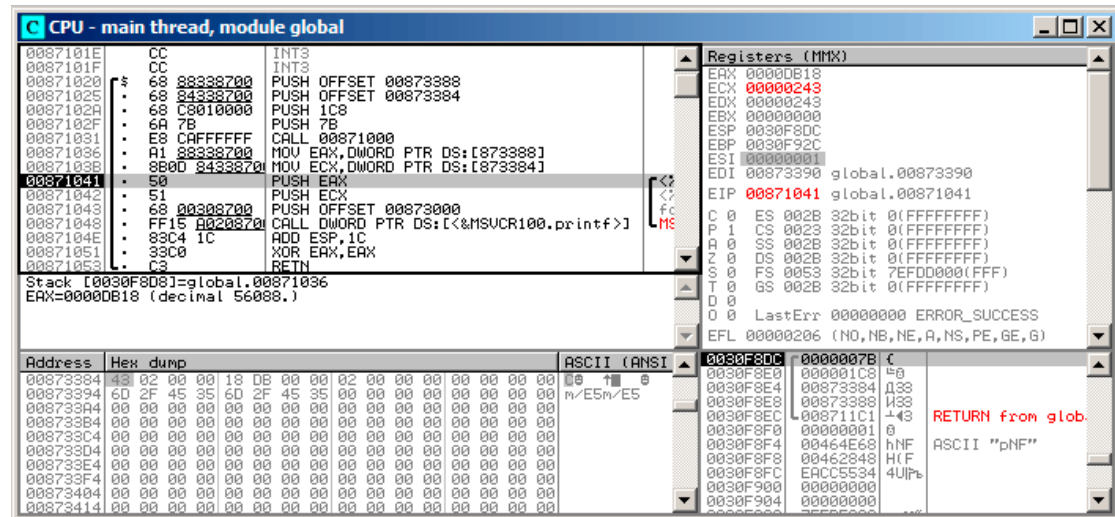 C CPU - main thread, module global
0087101E CC INT3
0087101F CC INT3
00871020 $ 68 88338700 PUSH OFFSET 00873388
00871025 . 68 84338700 PUSH OFFSET 00873384
0087102A . 68 C8010000 PUSH 1C8
0087102F . 6A 7B PUSH 7B
00871031 . E8 CAFFFFFF CALL 00871000
00871036 . A1 88338700 MOV EAX,DWORD PTR DS:[873388]
0087103B . 8B0D 8433870 MOV ECX,DWORD PTR DS:[873384]
00871041 . 50 PUSH EAX
00871042 . 51 PUSH ECX
00871043 . 68 00308700 PUSH OFFSET 00873000
00871048 . FF15 A020870 CALL DWORD PTR DS:[<&MSVCR100.printf>]
0087104E . 83C4 1C ADD ESP,1C
00871051 . 33C0 XOR EAX,EAX
00871053 . C3 RETN
Stack [0030F8D8]=global.00871036
EAX=0000DB18 (decimal 56088.)
Registers (MMX)
EAX 0000DB18
ECX 00000243
EDX 00000243
EBX 00000000
ESP 0030F8DC
EBP 0030F92C
ESI 00000001
EDI 00873390 global.00873390
EIP 00871041 global.00871041
C 0 ES 002B 32bit 0(FFFFFFFF)
P 1 CS 0023 32bit 0(FFFFFFFF)
A 0 SS 002B 32bit 0(FFFFFFFF)
Z 0 DS 002B 32bit 0(FFFFFFFF)
S 0 FS 0053 32bit 7EFDD000(FFF)
T 0 GS 002B 32bit 0(FFFFFFFF)
D 0
O 0 LastErr 00000000 ERROR_SUCCESS
EFL 00000206 (NO,NB,NE,A,NS,PE,GE,G)
Address Hex dump ASCII (ANSI
00873384 43 02 00 00 18 DB 00 00 02 00 00 00 00 00 00 00
00873394 6D 2F 45 35 6D 2F 45 35 00 00 00 00 00 00 00 00 m/E5m/E5
008733A4 00 00 00 00 00 00 00 00 00 00 00 00 00 00 00 00
008733B4 00 00 00 00 00 00 00 00 00 00 00 00 00 00 00 00
008733C4 00 00 00 00 00 00 00 00 00 00 00 00 00 00 00 00
008733D4 00 00 00 00 00 00 00 00 00 00 00 00 00 00 00 00
008733E4 00 00 00 00 00 00 00 00 00 00 00 00 00 00 00 00
008733F4 00 00 00 00 00 00 00 00 00 00 00 00 00 00 00 00
00873404 00 00 00 00 00 00 00 00 00 00 00 00 00 00 00 00
00873414 00 00 00 00 00 00 00 00 00 00 00 00 00 00 00 00
0030F8DC 0000007B {
0030F8E0 000001C8
0030F8E4 00873384
0030F8E8 00873388
0030F8EC 008711C1 RETURN from glob.
0030F8F0 00000001
0030F8F4 00464E68 hNF ASCII "pNF"
0030F8F8 00462848 H(F
0030F8FC EACC5534
0030F900 00000000
0030F904 00000000